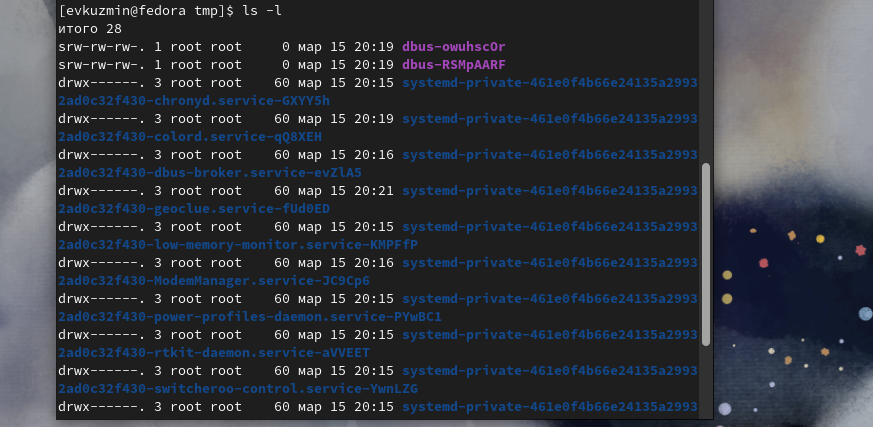 [evkuzmin@fedora tmp]$ ls -l
итого 28
srw-rw-rw-. 1 root root     0 мар 15 20:19 dbus-owuhscOr
srw-rw-rw-. 1 root root     0 мар 15 20:19 dbus-RSMpAARF
drwx------. 3 root root    60 мар 15 20:15 systemd-private-461e0f4b66e24135a2993
2ad0c32f430-chronyd.service-GXYY5h
drwx------. 3 root root    60 мар 15 20:19 systemd-private-461e0f4b66e24135a2993
2ad0c32f430-colord.service-qQ8XEH
drwx------. 3 root root    60 мар 15 20:16 systemd-private-461e0f4b66e24135a2993
2ad0c32f430-dbus-broker.service-evZlA5
drwx------. 3 root root    60 мар 15 20:21 systemd-private-461e0f4b66e24135a2993
2ad0c32f430-geoclue.service-fUd0ED
drwx------. 3 root root    60 мар 15 20:15 systemd-private-461e0f4b66e24135a2993
2ad0c32f430-low-memory-monitor.service-KMPFfP
drwx------. 3 root root    60 мар 15 20:16 systemd-private-461e0f4b66e24135a2993
2ad0c32f430-ModemManager.service-JC9Cp6
drwx------. 3 root root    60 мар 15 20:15 systemd-private-461e0f4b66e24135a2993
2ad0c32f430-power-profiles-daemon.service-PYwBC1
drwx------. 3 root root    60 мар 15 20:15 systemd-private-461e0f4b66e24135a2993
2ad0c32f430-rtkit-daemon.service-aVVEET
drwx------. 3 root root    60 мар 15 20:15 systemd-private-461e0f4b66e24135a2993
2ad0c32f430-switcheroo-control.service-YwnLZG
drwx------. 3 root root    60 мар 15 20:15 systemd-private-461e0f4b66e24135a2993